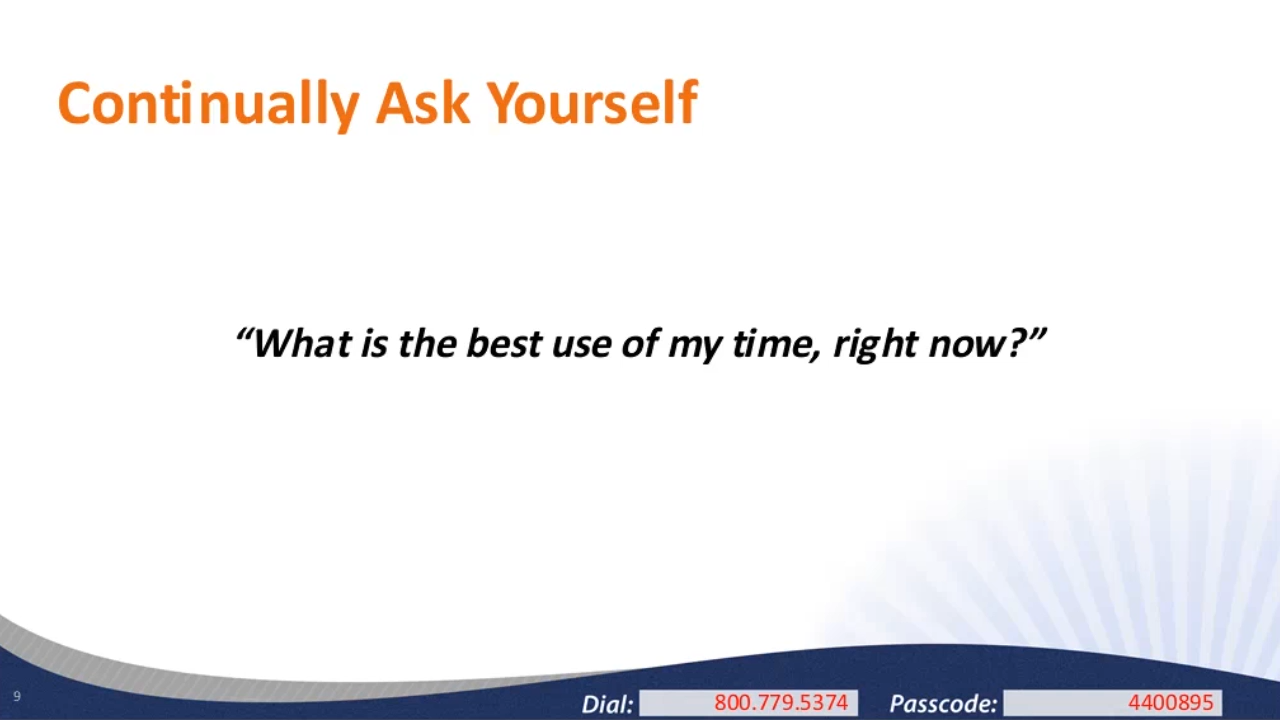 Continually Ask Yourself
“What is the best use of my time, right now?”
9
Dial: 800.779.5374 Passcode: 4400895